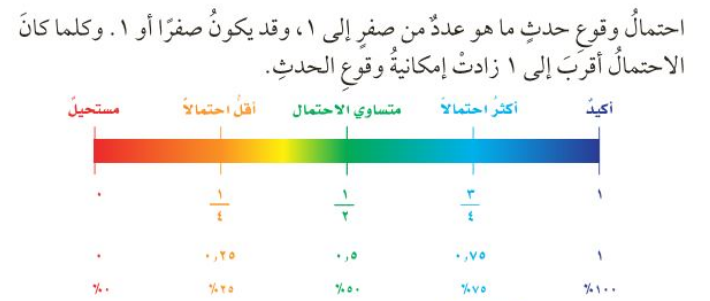 احتمالُ وقوعِ حدثٍ ما هو عددٌ من صفرٍ إلى ١، وقد يكونُ صفرًا أو ١. وكلما كانَ
الاحتمالُ أقربَ إلى ١ زادتْ إمكانيةُ وقوعِ الحدثِ.
أكيدٌ أكثرُ احتمالاً متساوي الاحتمال أقلُّ احتمالاً مستحيلٌ
١ ٣/٤ ١/٢ ١/٤ ٠
١ ٠,٧٥ ٠,٥ ٠,٢٥ ٠
٪١٠٠ ٪٧٥ ٪٥٠ ٪٢٥ ٪٠